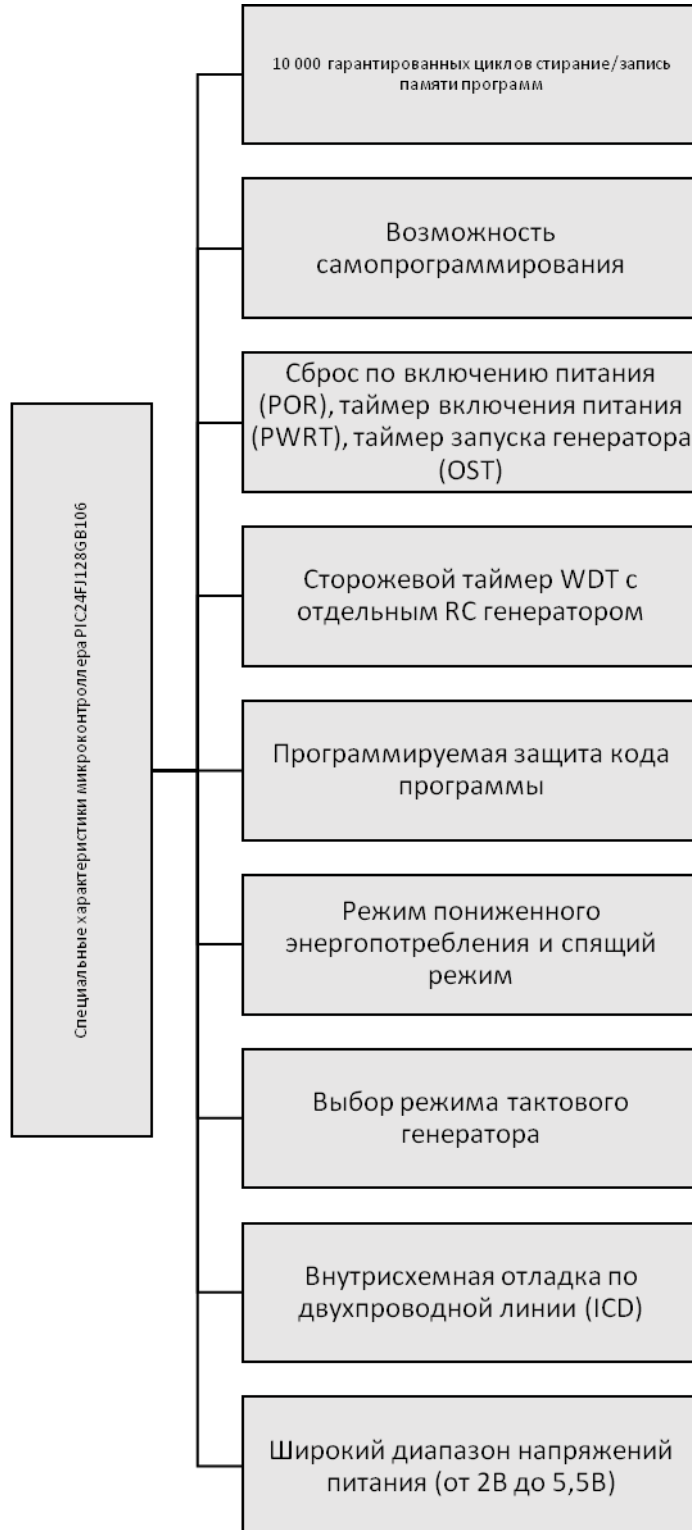 10 000 гарантированных циклов стирание/запись
памяти программ
Возможность
самопрограммирования
Сброс по включению питания
(POR), таймер включения питания
(PWRT), таймер запуска генератора
(OST)
Специальные характеристики микроконтроллера PIC24FJ128GB106
Сторожевой таймер WDT с
отдельным RC генератором
Программируемая защита кода
программы
Режим пониженного
энергопотребления и спящий
режим
Выбор режима тактового
генератора
Внутрисхемная отладка по
двухпроводной линии (ICD)
Широкий диапазон напряжений
питания (от 2В до 5,5В)